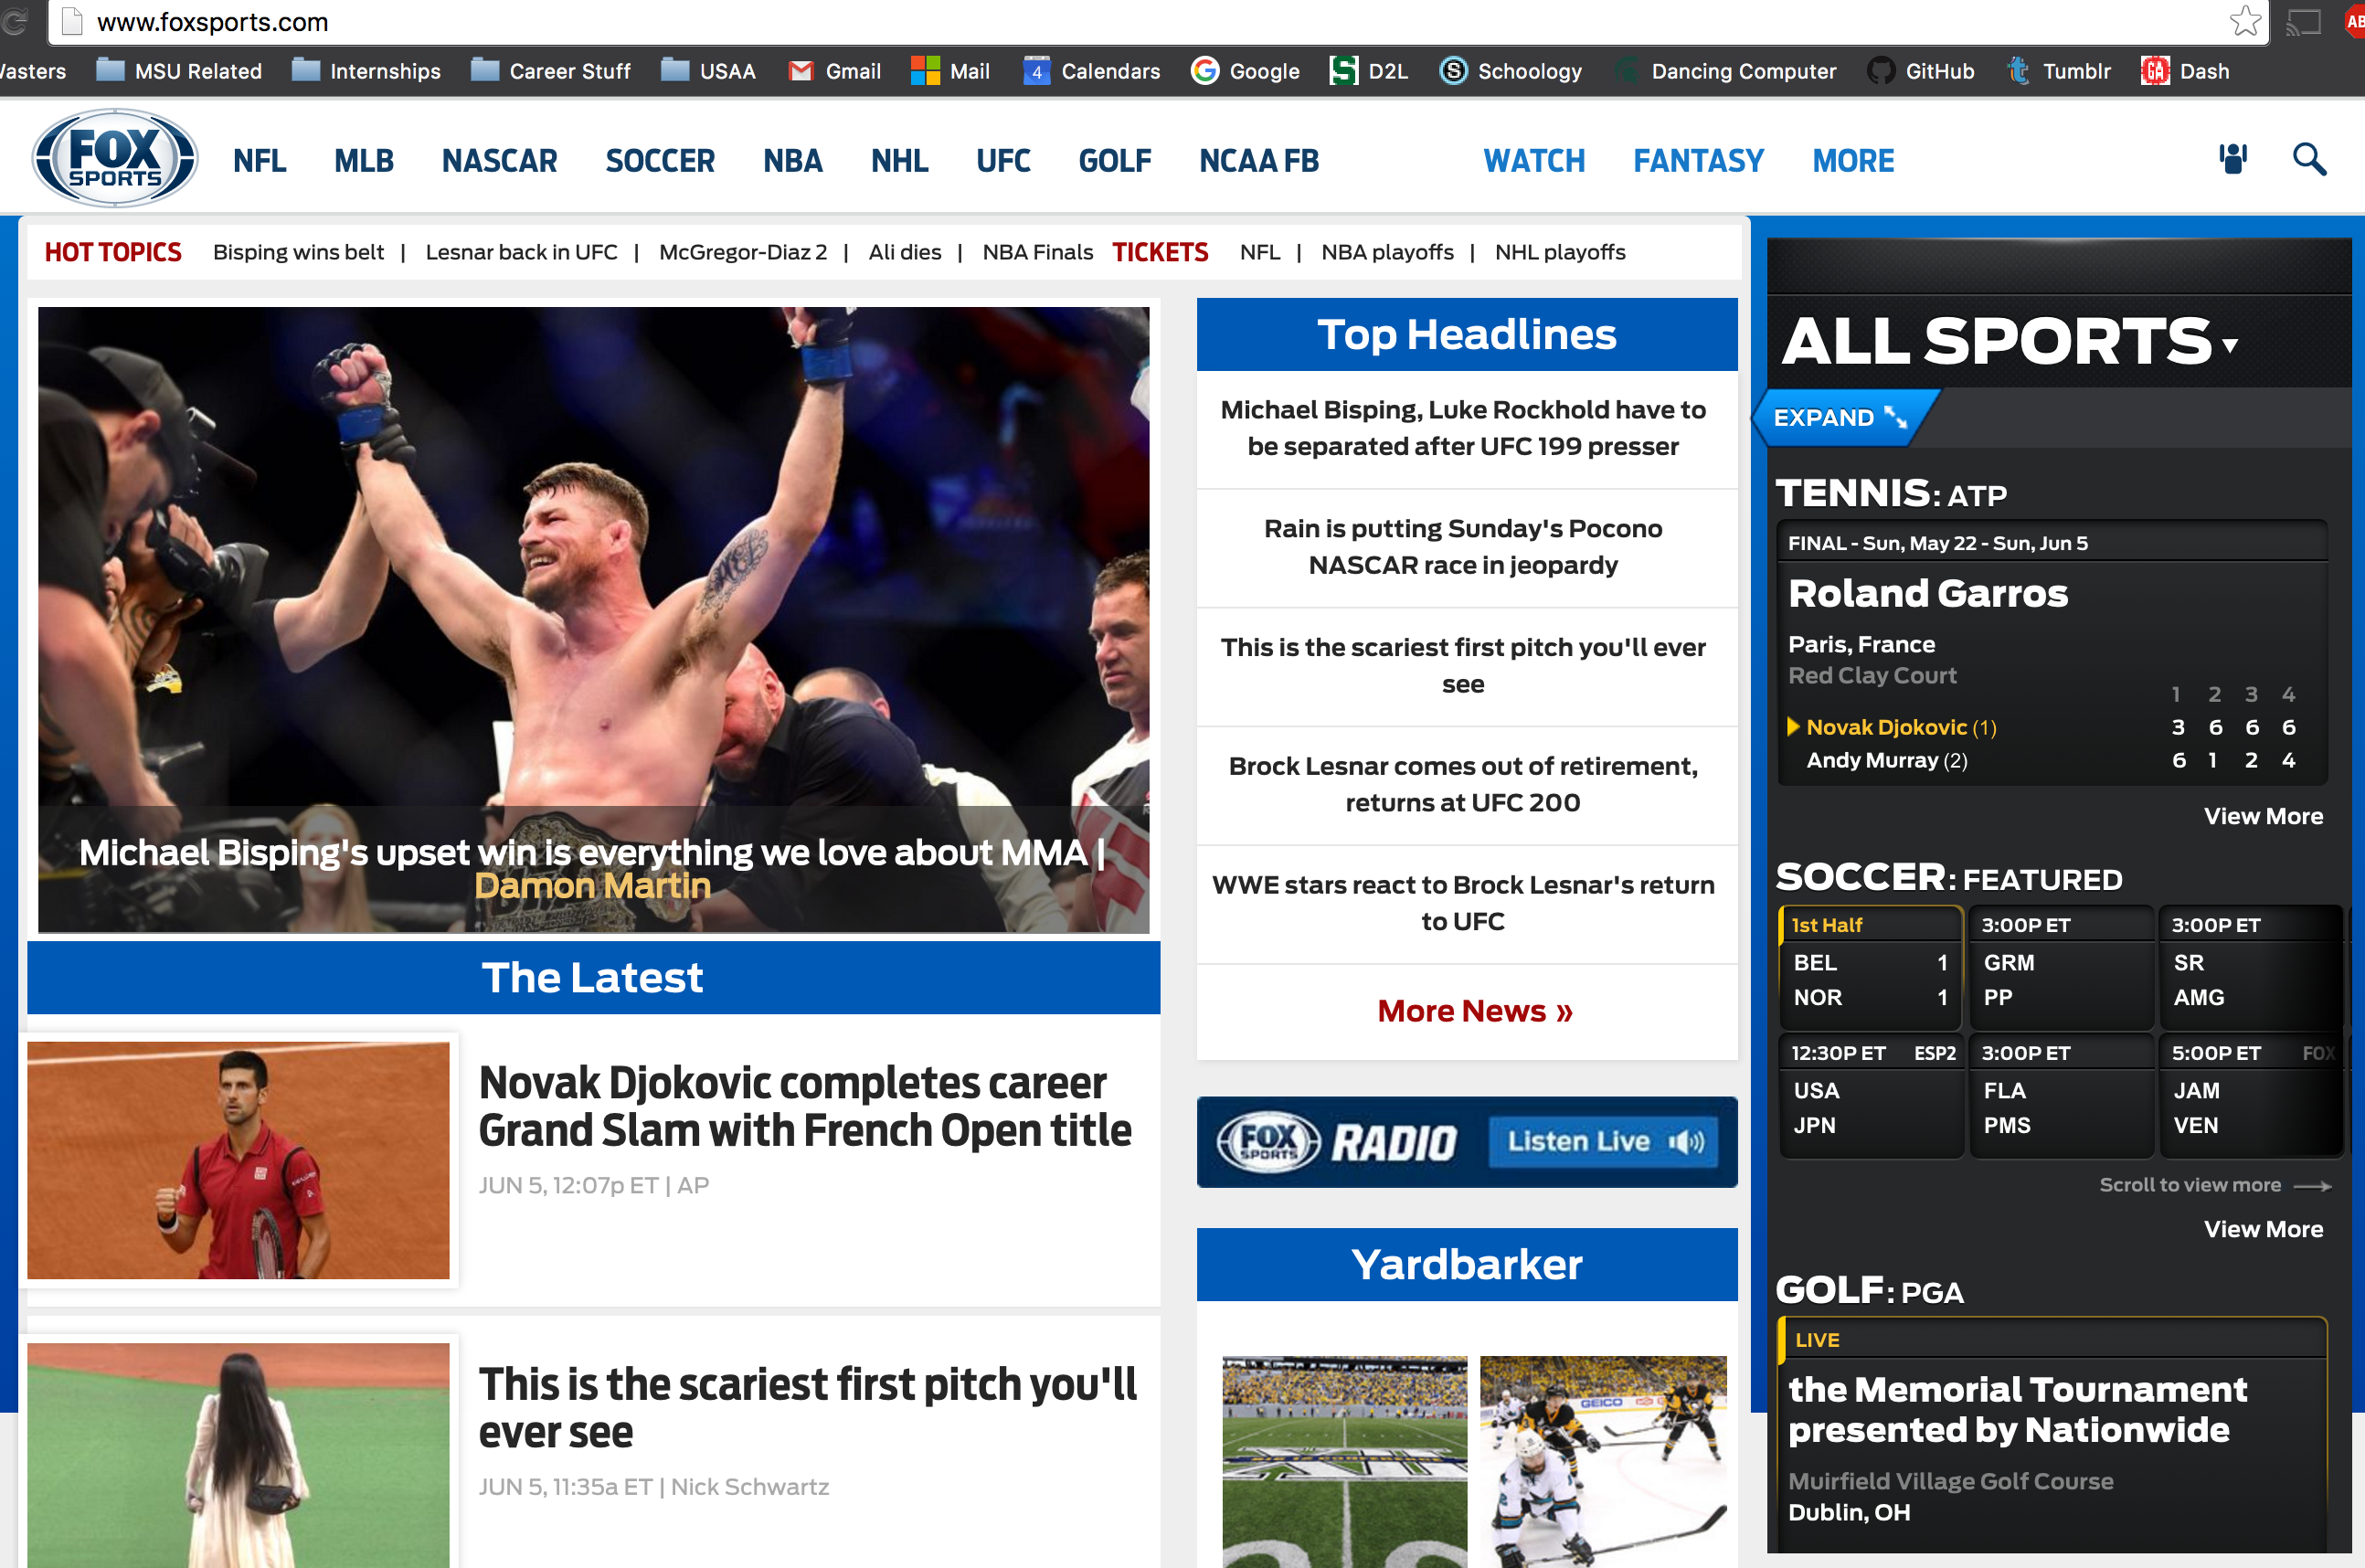 www.foxsports.com
asters MSU Related Internships Career Stuff USAA Gmail Mail 4 Calendars Google D2L Schoology Dancing Computer GitHub Tumblr Dash
FOX
SPORTS
NFL MLB NASCAR SOCCER NBA NHL UFC GOLF NCAA FB WATCH FANTASY MORE
HOT TOPICS Bisping wins belt | Lesnar back in UFC | McGregor-Diaz 2 | Ali dies | NBA Finals TICKETS NFL | NBA playoffs | NHL playoffs
Michael Bisping's upset win is everything we love about MMA |
Damon Martin
The Latest
Novak Djokovic completes career
Grand Slam with French Open title
JUN 5, 12:07p ET | AP
This is the scariest first pitch you'll
ever see
JUN 5, 11:35a ET | Nick Schwartz
Top Headlines
Michael Bisping, Luke Rockhold have to
be separated after UFC 199 presser
Rain is putting Sunday's Pocono
NASCAR race in jeopardy
This is the scariest first pitch you'll ever
see
Brock Lesnar comes out of retirement,
returns at UFC 200
WWE stars react to Brock Lesnar's return
to UFC
More News »
FOX SPORTS RADIO Listen Live
Yardbarker
GEICO
ALL SPORTS
EXPAND
TENNIS: ATP
FINAL - Sun, May 22 - Sun, Jun 5
Roland Garros
Paris, France
Red Clay Court
1 2 3 4
Novak Djokovic (1) 3 6 6 6
Andy Murray (2) 6 1 2 4
View More
SOCCER: FEATURED
1st Half 3:00P ET 3:00P ET
BEL 1 GRM SR
NOR 1 PP AMG
12:30P ET ESP2 3:00P ET 5:00P ET FOX
USA FLA JAM
JPN PMS VEN
Scroll to view more
View More
GOLF: PGA
LIVE
the Memorial Tournament
presented by Nationwide
Muirfield Village Golf Course
Dublin, OH